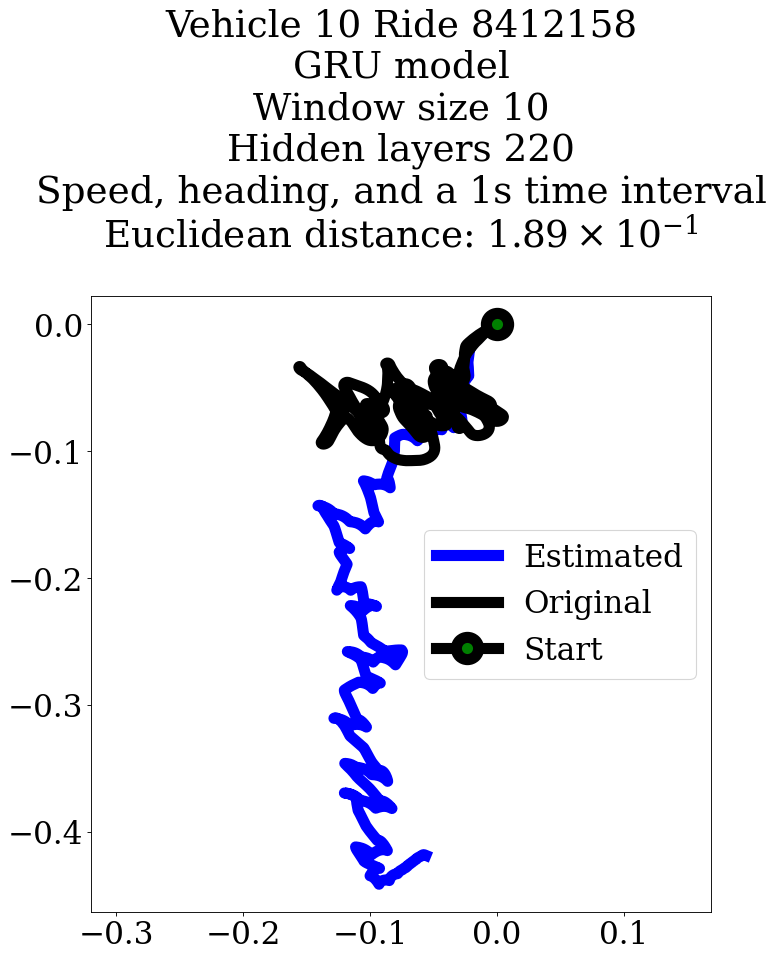 Vehicle 10 Ride 8412158
GRU model
Window size 10
Hidden layers 220
Speed, heading, and a 1s time interval
Euclidean distance: 1.89 × 10⁻¹
0.0
−0.1
−0.2
−0.3
−0.4
Estimated
Original
Start
−0.3 −0.2 −0.1 0.0 0.1